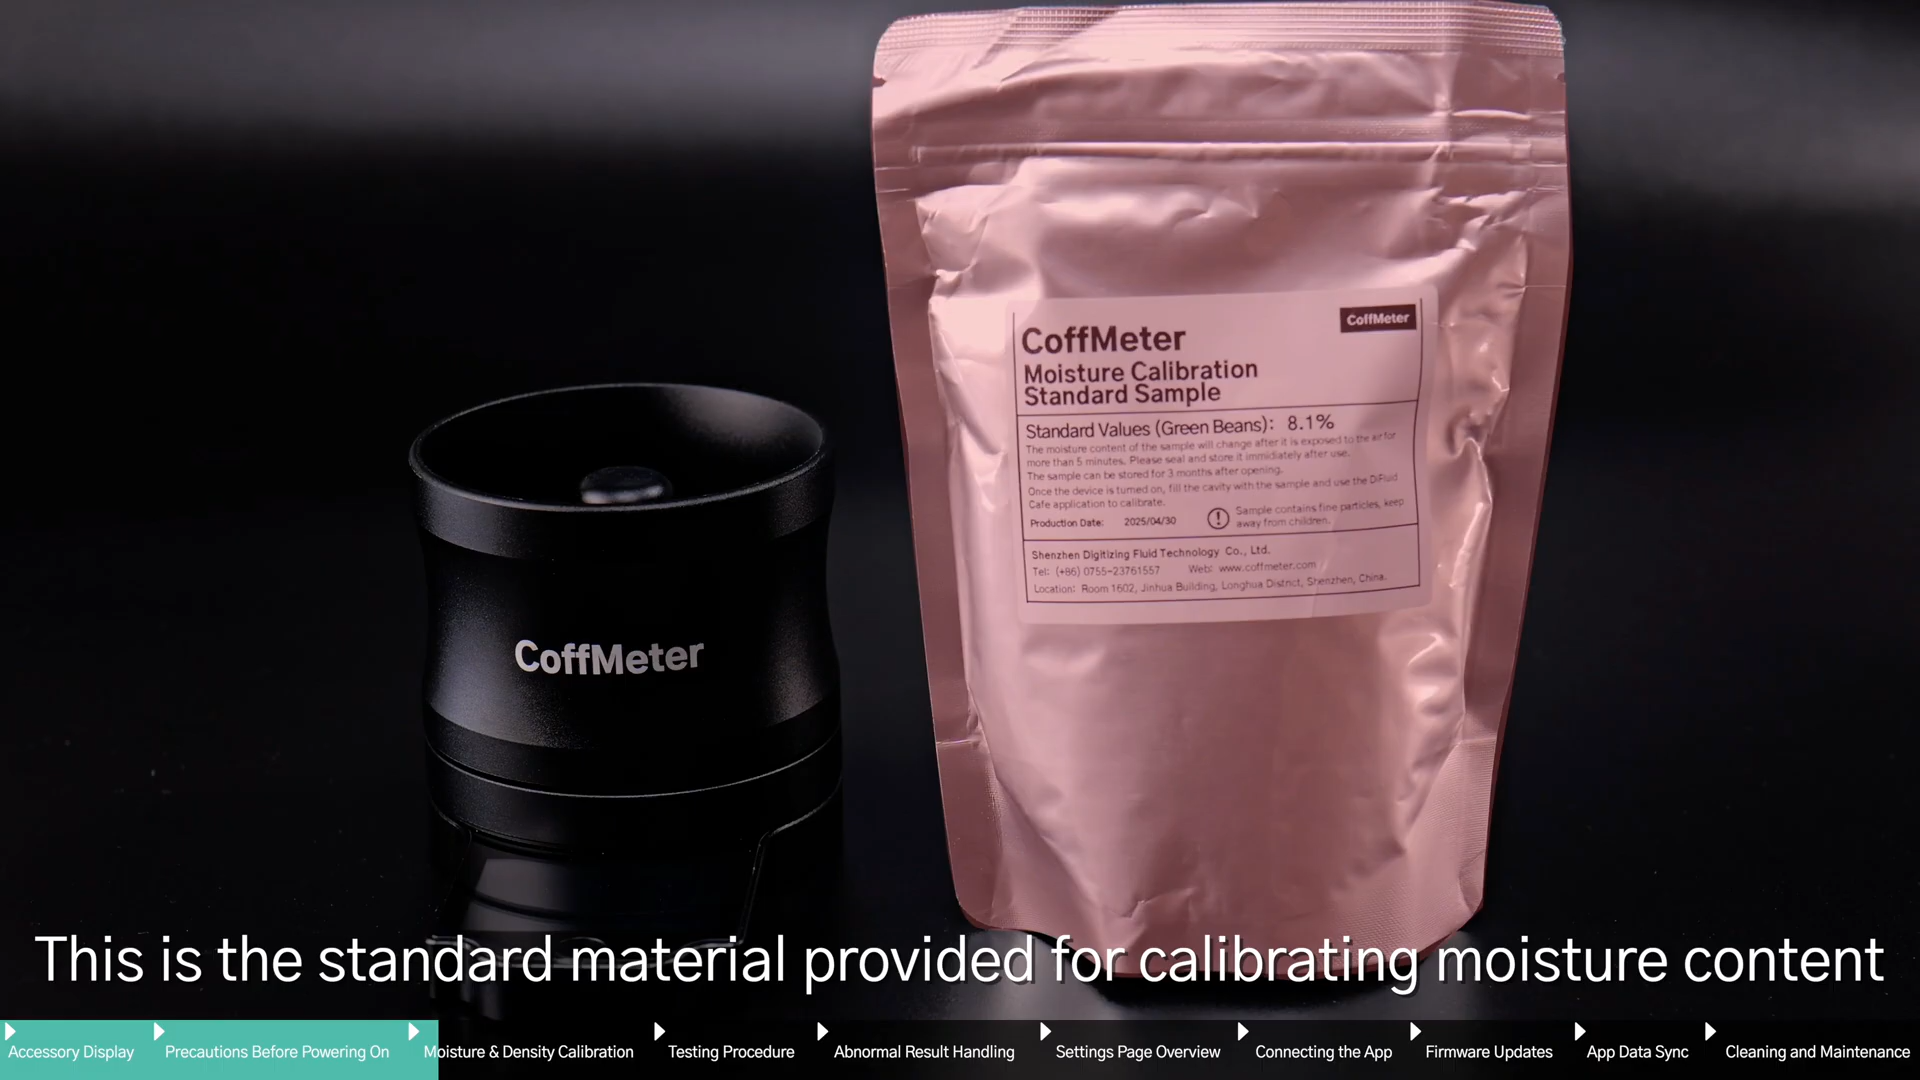 CoffMeter
CoffMeter
Moisture Calibration
Standard Sample
Standard Values (Green Beans): 8.1%
The moisture content of the sample will change after it is exposed to the air for
more than 5 minutes. Please seal and store it immidiately after use.
The sample can be stored for 3 months after opening.
Once the device is turned on, fill the cavity with the sample and use the DiFluid
Cafe application to calibrate.
Production Date: 2025/04/30
Sample contains fine particles, keep
away from children.
Shenzhen Digitizing Fluid Technology Co., Ltd.
Tel: (+86) 0755-23761557 Web: www.coffmeter.com
Location: Room 1602, Jinhua Building, Longhua District, Shenzhen, China.
CoffMeter
This is the standard material provided for calibrating moisture content
Accessory Display
Precautions Before Powering On
Moisture & Density Calibration
Testing Procedure
Abnormal Result Handling
Settings Page Overview
Connecting the App
Firmware Updates
App Data Sync
Cleaning and Maintenance